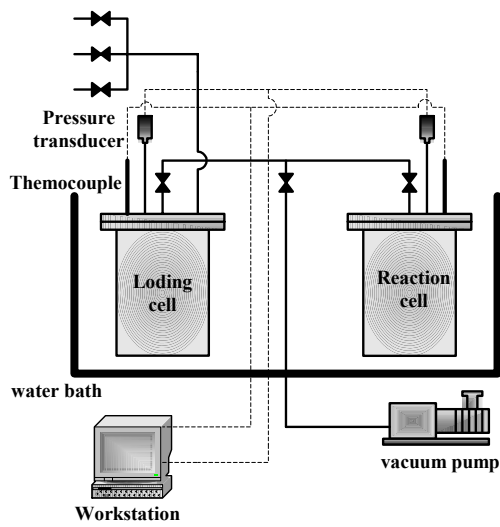 Pressure
transducer
Themocouple
Loding
cell
Reaction
cell
water bath
vacuum pump
Workstation